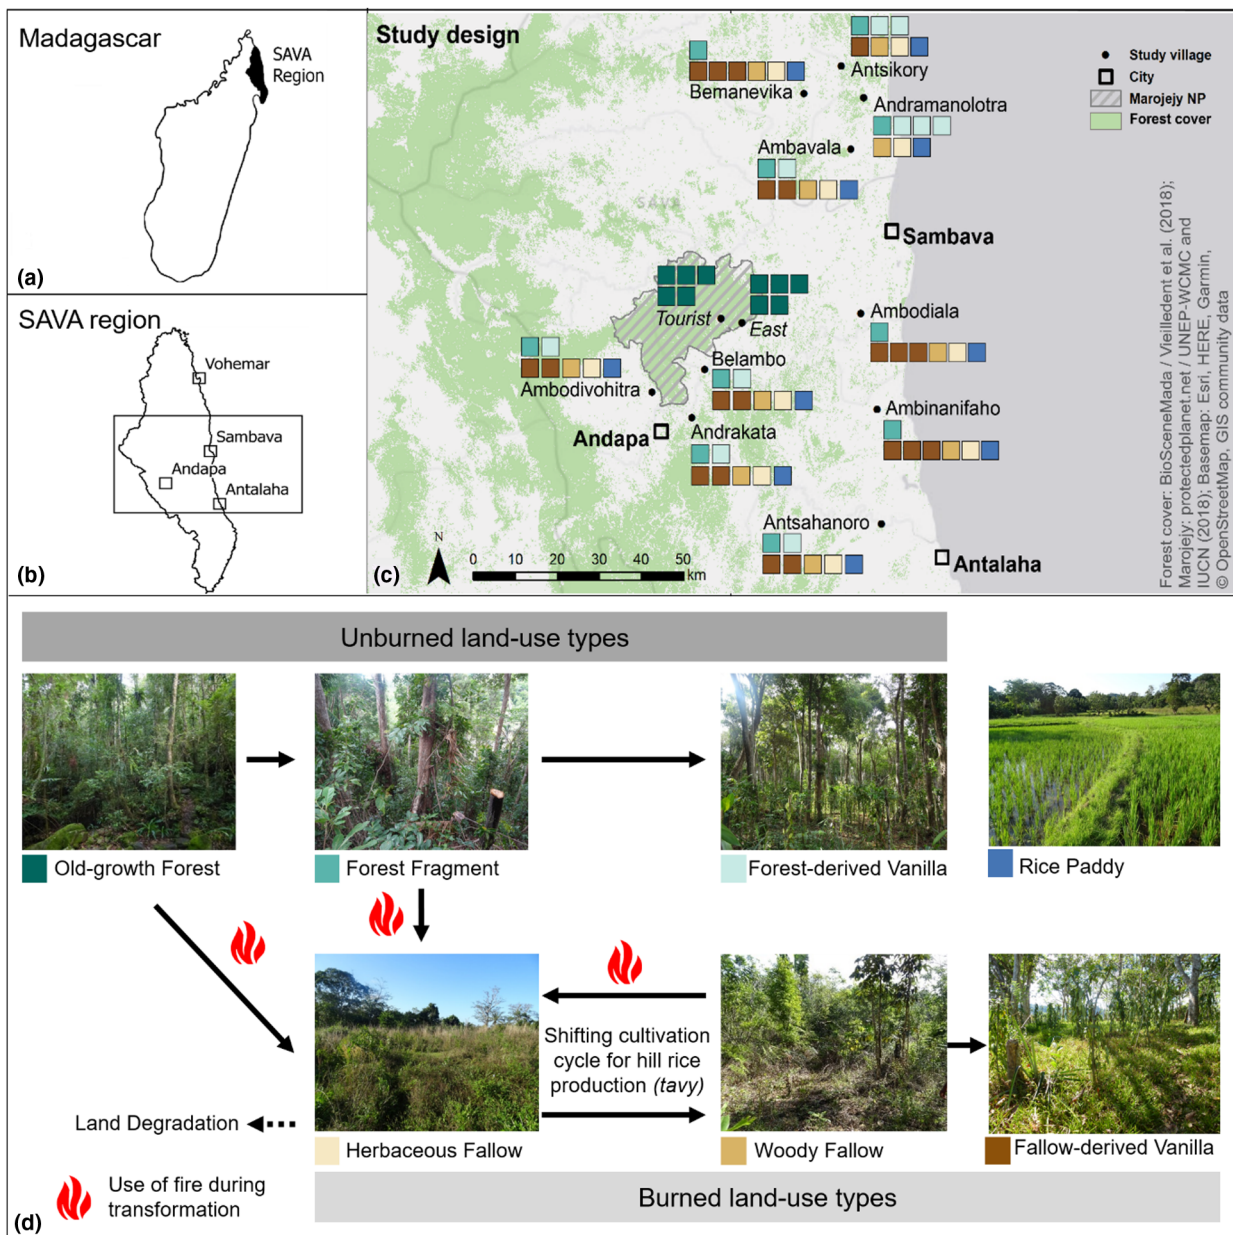 Madagascar
SAVA
Region
(a)
SAVA region
Vohemar
Sambava
Andapa
Antalaha
(b)
Study design
Study village
City
Marojejy NP
Forest cover
Antsikory
Bemanevika
Andramanolotra
Ambavala
SAVA
Sambava
Tourist
East
Ambodiala
Belambo
Ambodivohitra
Ambinanifaho
Andapa
Andrakata
Antsahanoro
Antalaha
N
0 10 20 30 40 50
km
(c)
Forest cover: BioSceneMada / Vieilledent et al. (2018);
Marojejy: protectedplanet.net / UNEP-WCMC and
IUCN (2018); Basemap: Esri, HERE, Garmin,
© OpenStreetMap, GIS community data
Unburned land-use types
Old-growth Forest
Forest Fragment
Forest-derived Vanilla
Rice Paddy
Shifting cultivation
cycle for hill rice
production (tavy)
Land Degradation
Herbaceous Fallow
Woody Fallow
Fallow-derived Vanilla
Use of fire during
transformation
Burned land-use types
(d)